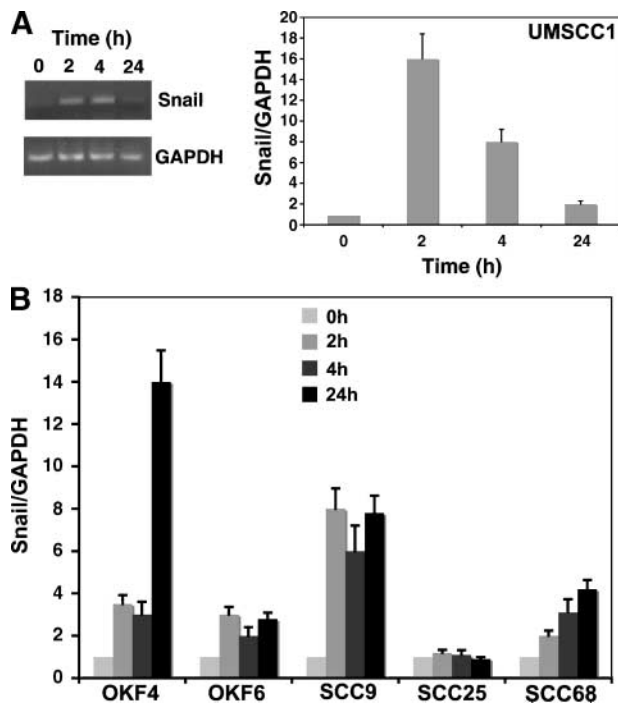 A
Time (h)
0 2 4 24
Snail
GAPDH
UMSCC1
Snail/GAPDH
20
18
16
14
12
10
8
6
4
2
0
0 2 4 24
Time (h)
B
Snail/GAPDH
18
16
14
12
10
8
6
4
2
0
0h
2h
4h
24h
OKF4 OKF6 SCC9 SCC25 SCC68